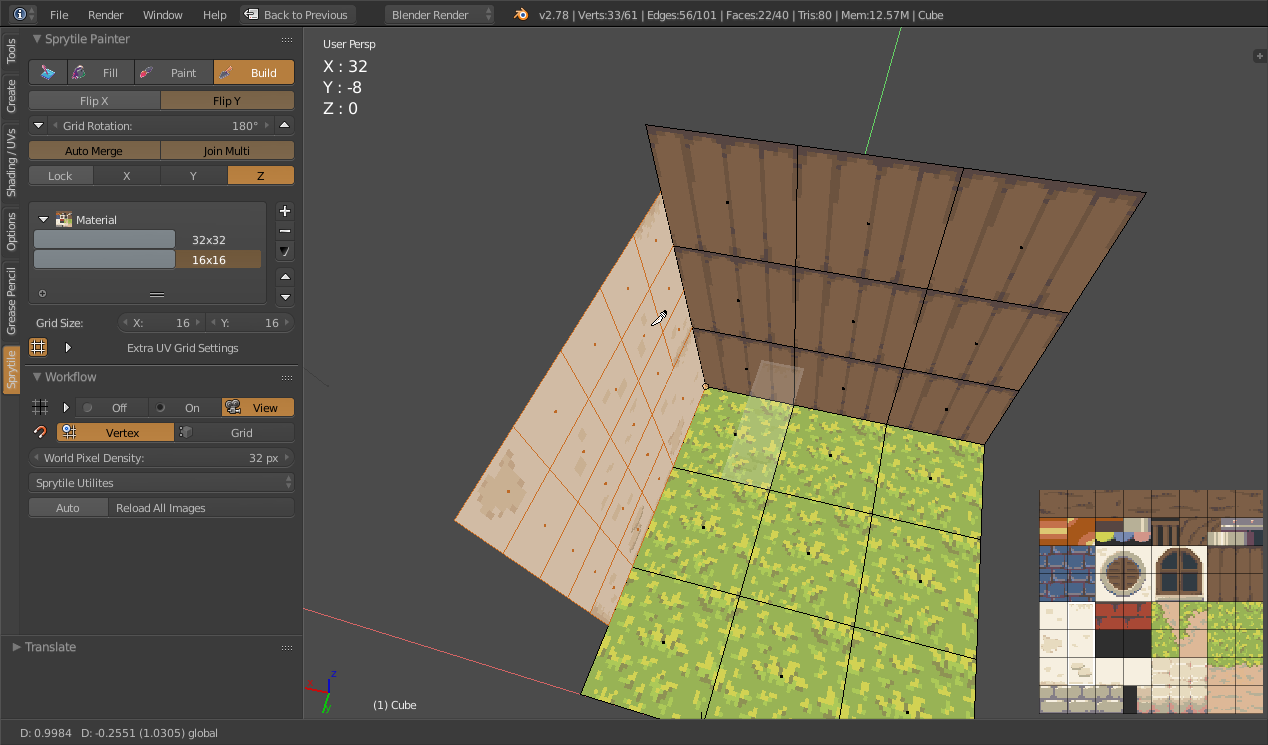 File Render Window Help Back to Previous Blender Render v2.78 | Verts:33/61 | Edges:56/101 | Faces:22/40 | Tris:80 | Mem:12.57M | Cube
Tools
Create
Shading / UVs
Options
Grease Pencil
Sprytile
Sprytile Painter
Fill Paint Build
Flip X Flip Y
Grid Rotation: 180°
Auto Merge Join Multi
Lock X Y Z
Material
32x32
16x16
Grid Size: X: 16 Y: 16
Extra UV Grid Settings
Workflow
Off On View
Vertex Grid
World Pixel Density: 32 px
Sprytile Utilites
Auto Reload All Images
Translate
User Persp
X : 32
Y : -8
Z : 0
z
(1) Cube
D: 0.9984 D: -0.2551 (1.0305) global